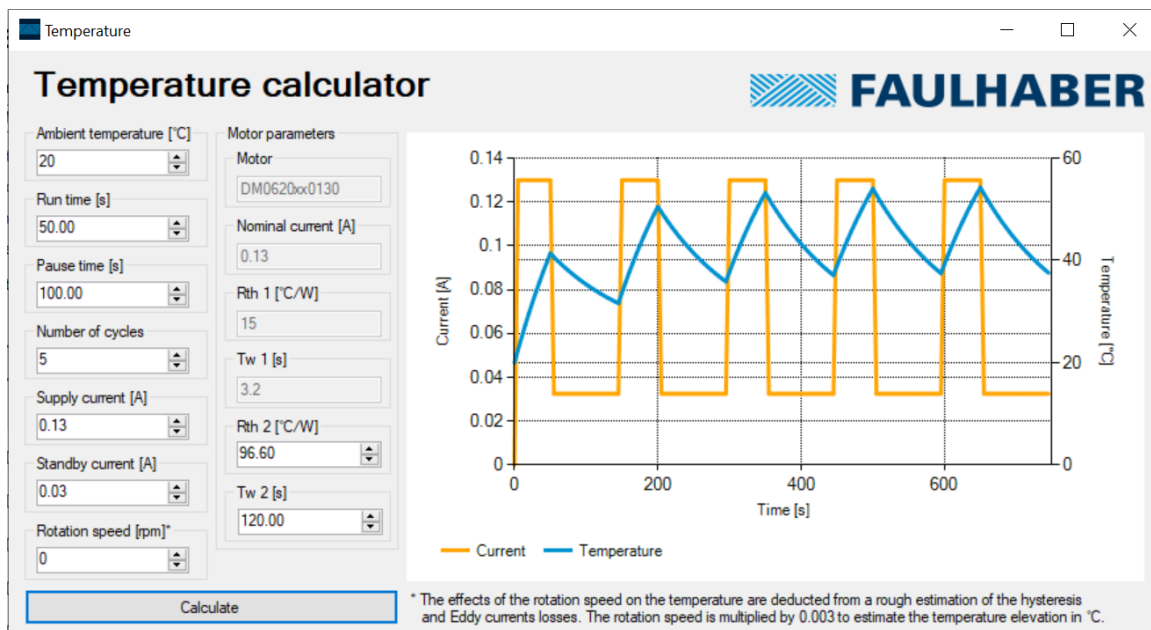 Temperature
Temperature calculator
FAULHABER
Ambient temperature [°C]
20
Run time [s]
50.00
Pause time [s]
100.00
Number of cycles
5
Supply current [A]
0.13
Standby current [A]
0.03
Rotation speed [rpm]*
0
Calculate
Motor parameters
Motor
DM0620xx0130
Nominal current [A]
0.13
Rth 1 [°C/W]
15
Tw 1 [s]
3.2
Rth 2 [°C/W]
96.60
Tw 2 [s]
120.00
Current [A]
0.14
0.12
0.1
0.08
0.06
0.04
0.02
0
60
40
20
0
Temperature [°C]
0 200 400 600
Time [s]
Current Temperature
* The effects of the rotation speed on the temperature are deducted from a rough estimation of the hysteresis
and Eddy currents losses. The rotation speed is multiplied by 0.003 to estimate the temperature elevation in °C.